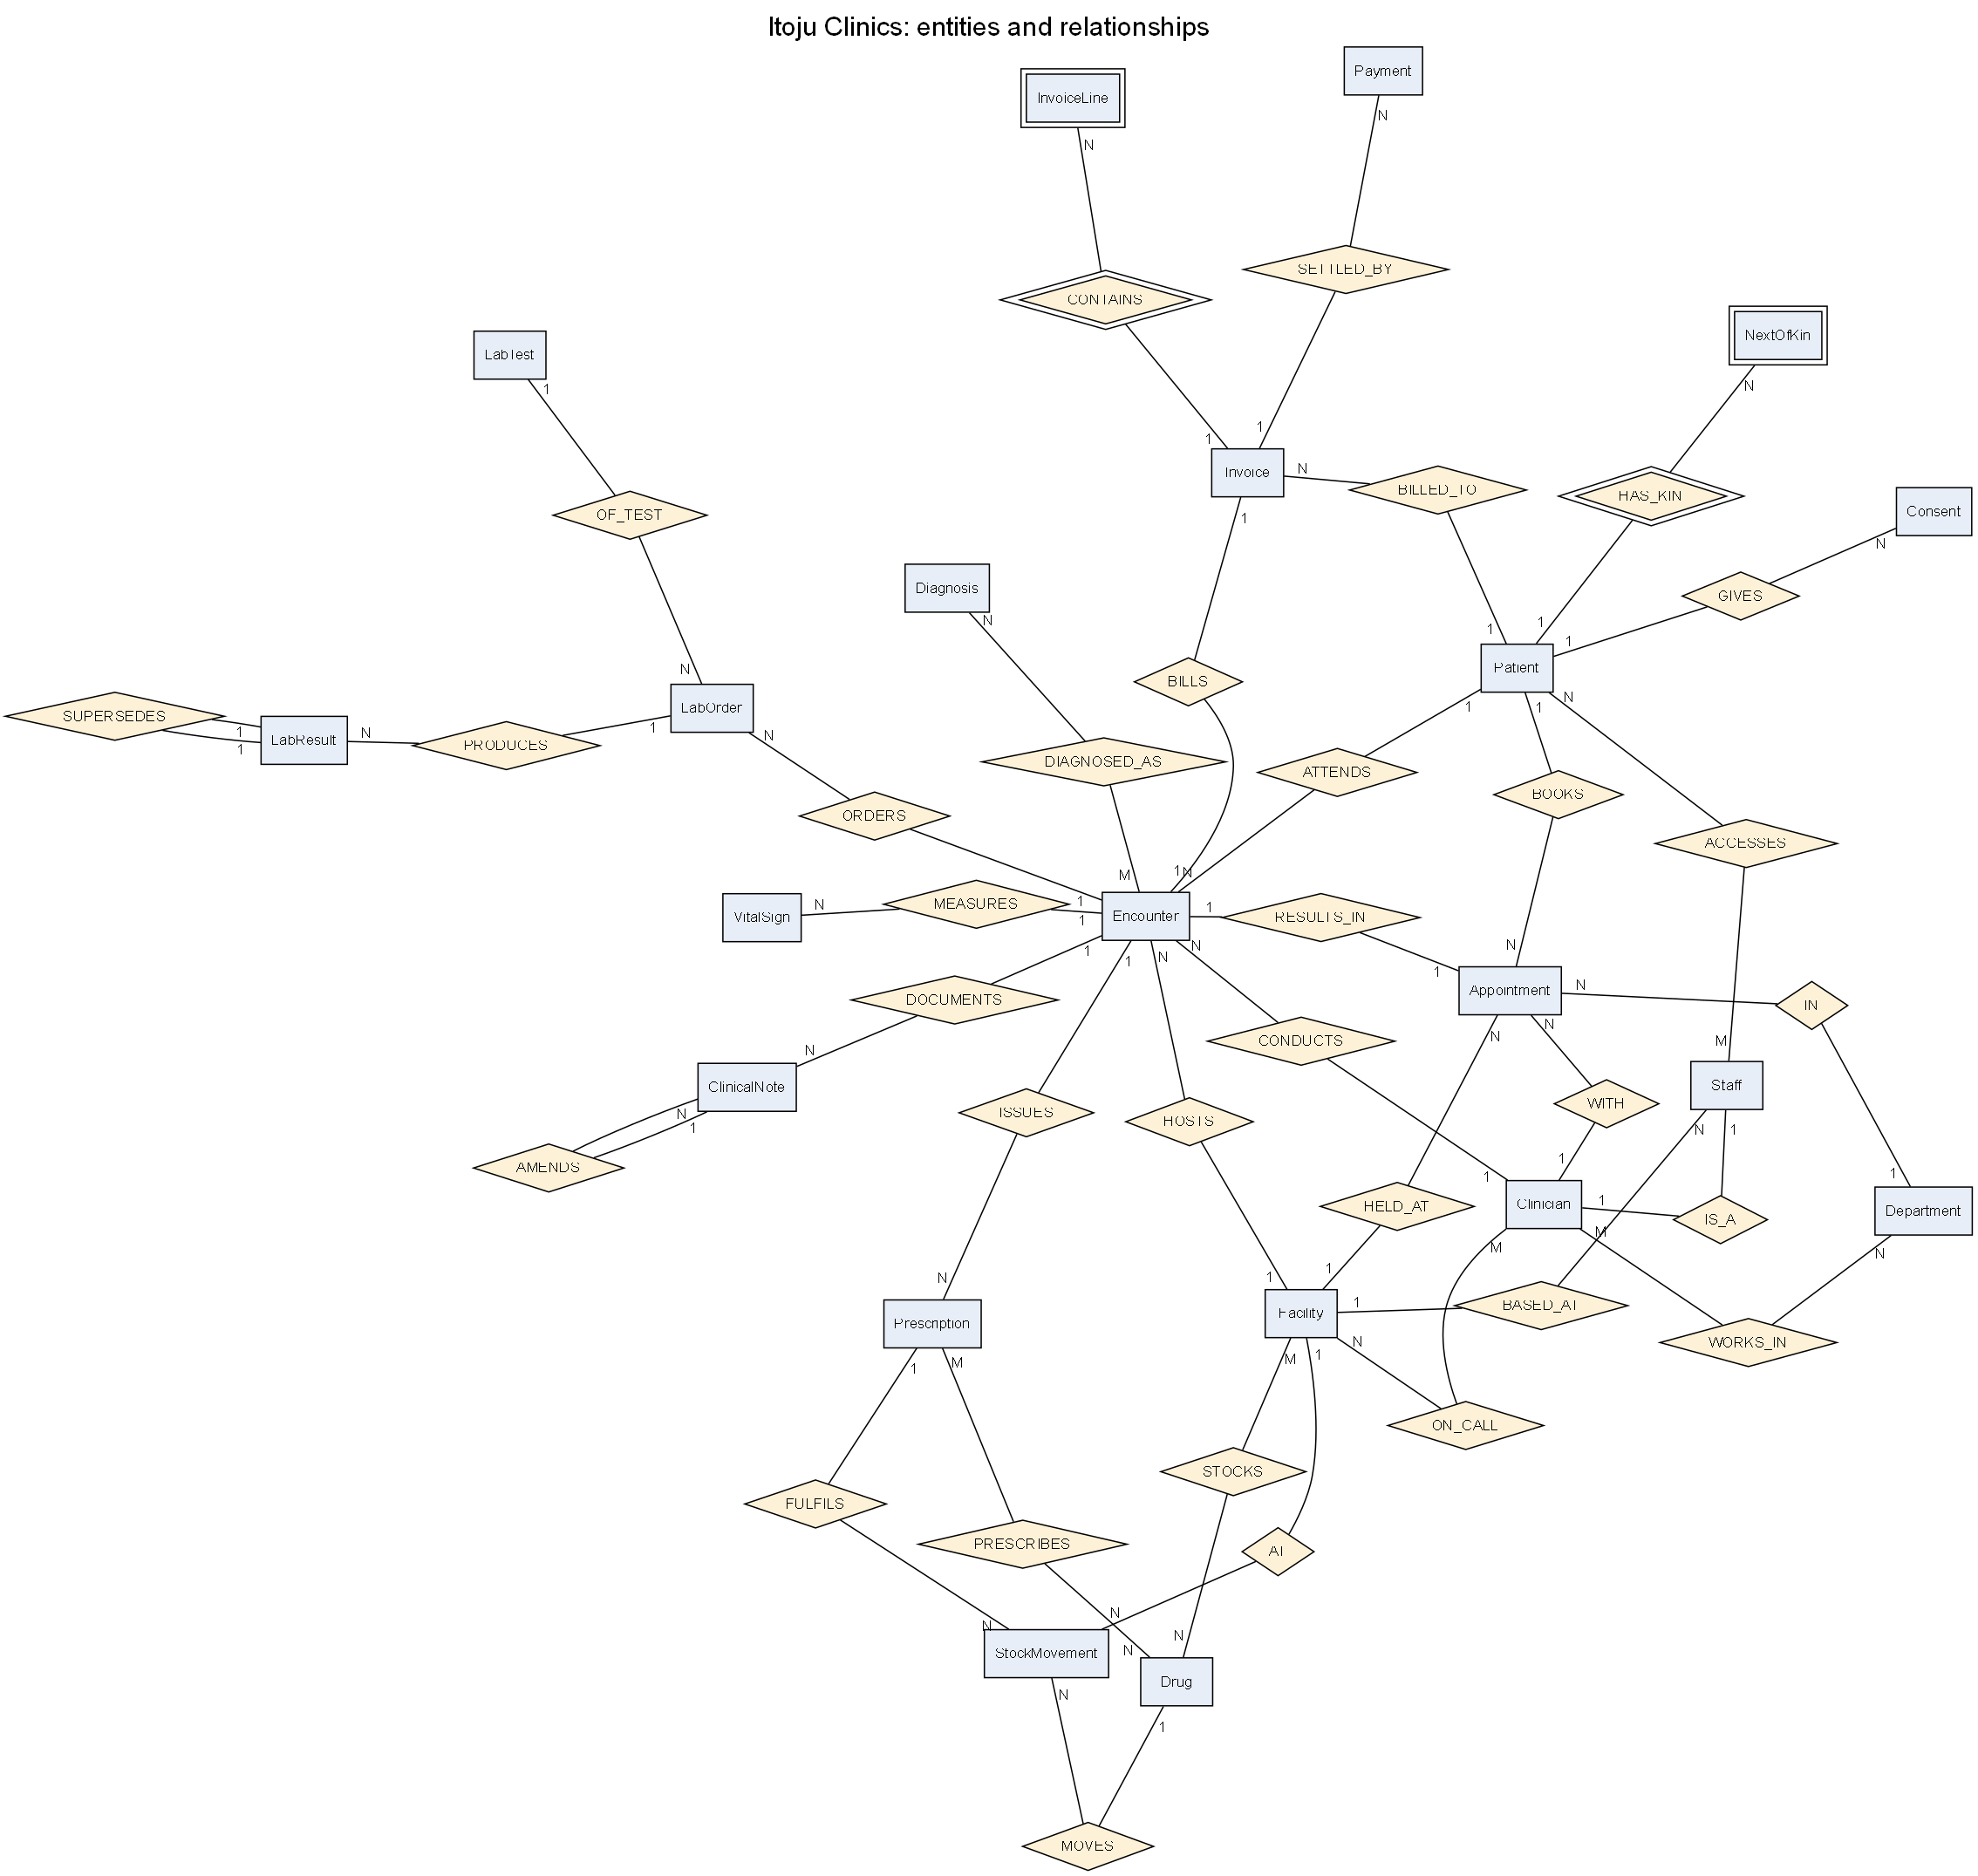 Itoju Clinics: entities and relationships
Payment
InvoiceLine
N
N
SETTLED_BY
CONTAINS
NextOfKin
LabTest
N
1
1
1
Invoice
N
BILLED_TO
HAS_KIN
Consent
OF_TEST
1
N
Diagnosis
GIVES
N
1
1
1
Patient
N
BILLS
1
1
N
LabOrder
SUPERSEDES
1
LabResult
N
PRODUCES
1
1
N
DIAGNOSED_AS
ATTENDS
BOOKS
ORDERS
ACCESSES
M
1
N
MEASURES
1
N
VitalSign
1
Encounter
1
RESULTS_IN
N
1
N
1
N
N
1
Appointment
N
IN
DOCUMENTS
N
N
CONDUCTS
M
N
ClinicalNote
Staff
N
1
ISSUES
HOSTS
WITH
N
1
AMENDS
1
1
1
Clinician
1
HELD_AT
IS_A
Department
M
M
N
1
1
N
Prescription
Facility
1
BASED_AT
WORKS_IN
N
1
M
M
1
ON_CALL
STOCKS
FULFILS
PRESCRIBES
AT
N
N
N
N
StockMovement
Drug
N
1
MOVES